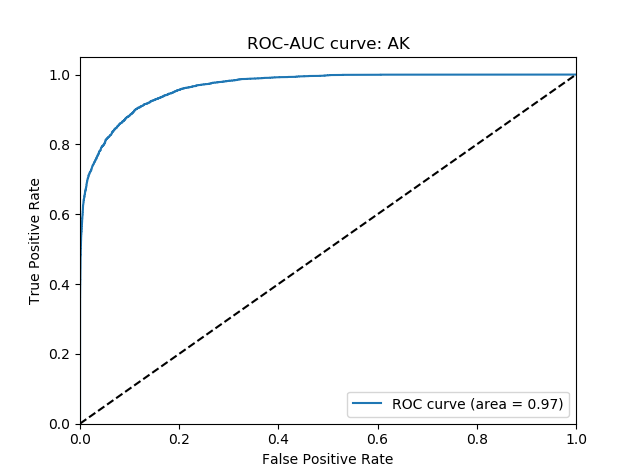 ROC-AUC curve: AK
True Positive Rate
1.0
0.8
0.6
0.4
0.2
0.0
0.0 0.2 0.4 0.6 0.8 1.0
False Positive Rate
ROC curve (area = 0.97)